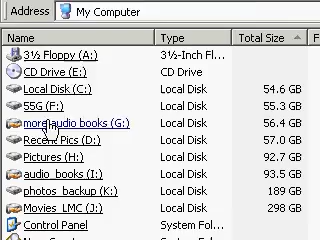 Address My Computer
Name Type Total Size F
3½ Floppy (A:) 3½-Inch Fl...
CD Drive (E:) CD Drive
Local Disk (C:) Local Disk 54.6 GB
55G (F:) Local Disk 55.3 GB
more audio books (G:) Local Disk 56.4 GB
Recent Pics (D:) Local Disk 57.0 GB
Pictures (H:) Local Disk 92.7 GB
audio_books (I:) Local Disk 93.5 GB
photos_backup (K:) Local Disk 189 GB
Movies_LMC (J:) Local Disk 298 GB
Control Panel System Fol...